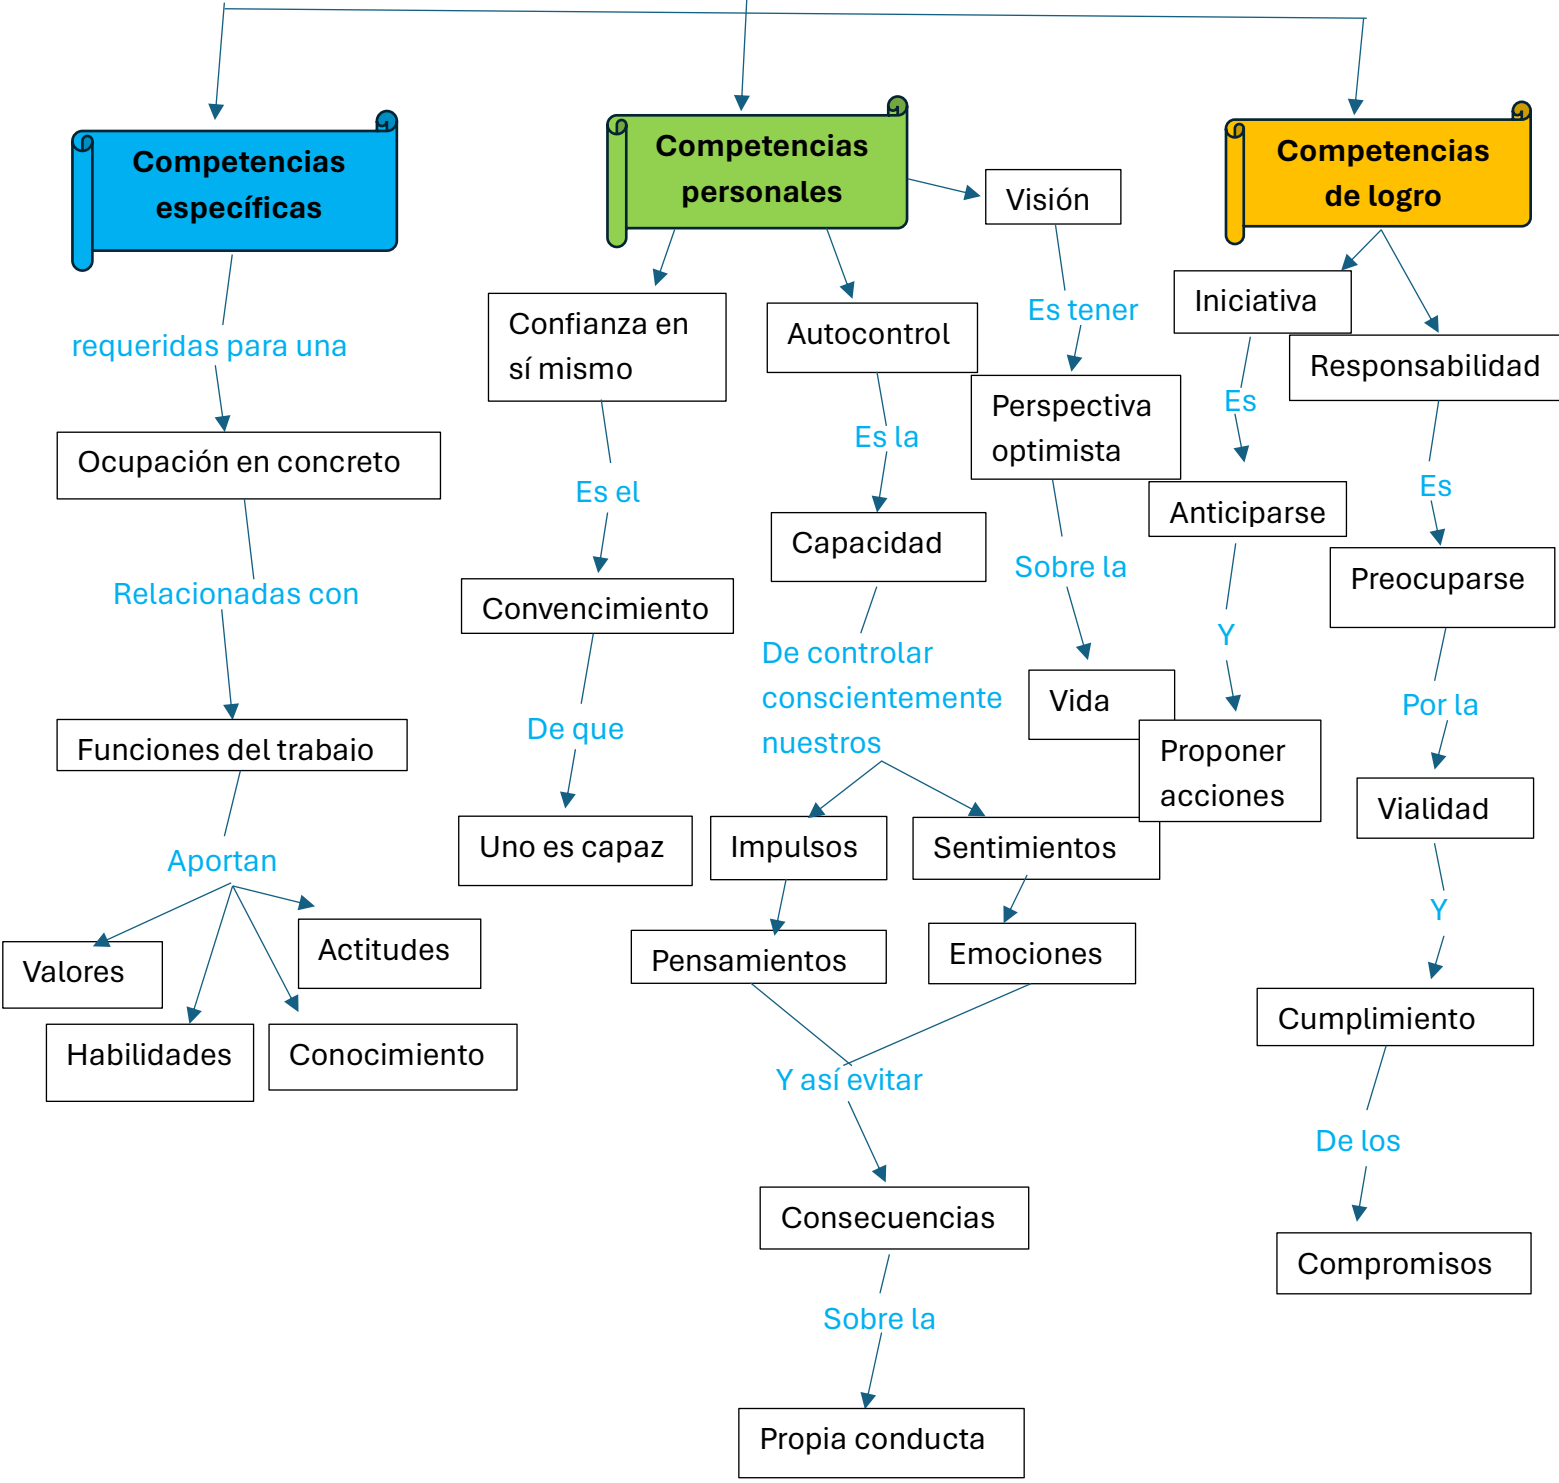 Competencias
específicas
requeridas para una
Ocupación en concreto
Relacionadas con
Funciones del trabajo
Aportan
Valores
Actitudes
Habilidades
Conocimiento
Competencias
personales
Confianza en
sí mismo
Es el
Convencimiento
De que
Uno es capaz
Autocontrol
Es la
Capacidad
De controlar
conscientemente
nuestros
Impulsos
Sentimientos
Pensamientos
Emociones
Y así evitar
Consecuencias
Sobre la
Propia conducta
Visión
Es tener
Perspectiva
optimista
Sobre la
Vida
Competencias
de logro
Iniciativa
Es
Anticiparse
Y
Proponer
acciones
Responsabilidad
Es
Preocuparse
Por la
Vialidad
Y
Cumplimiento
De los
Compromisos